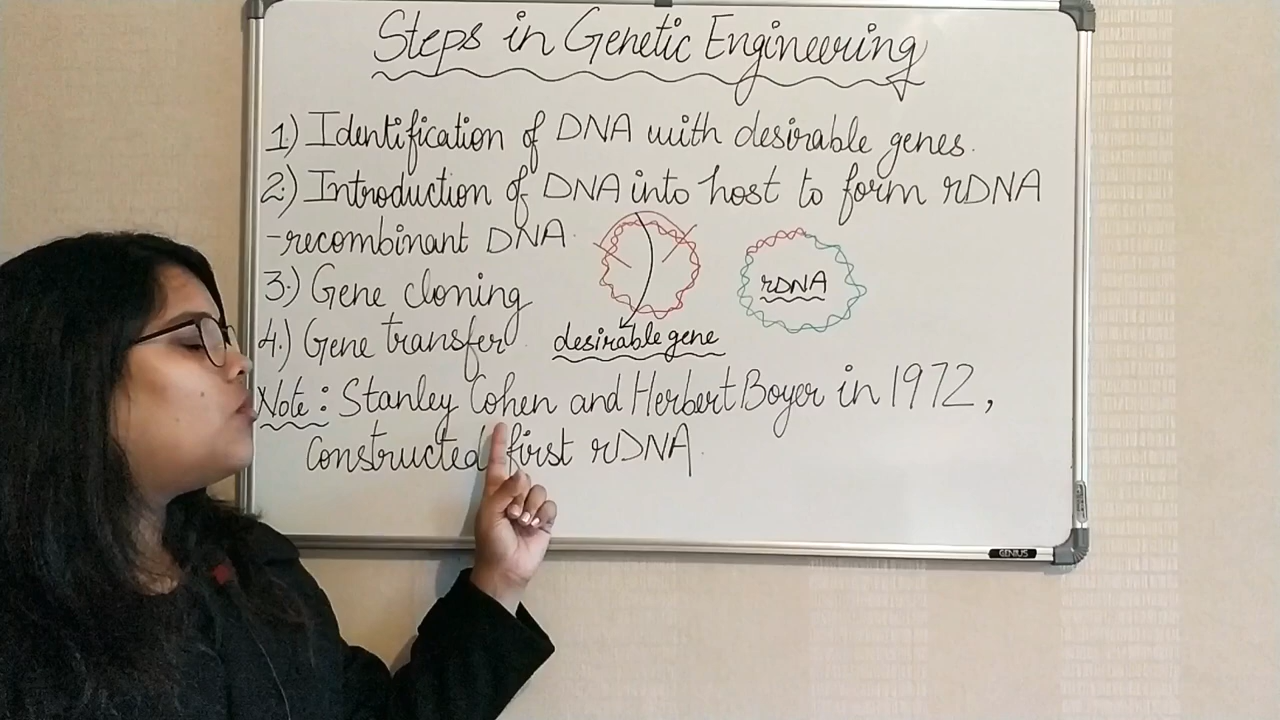 Steps in Genetic Engineering
1.) Identification of DNA with desirable genes.
2.) Introduction of DNA into host to form rDNA
-recombinant DNA.
rDNA
3.) Gene cloning
4.) Gene transfer.
desirable gene
Note: Stanley Cohen and Herbert Boyer in 1972,
Constructed first rDNA.
GENIUS